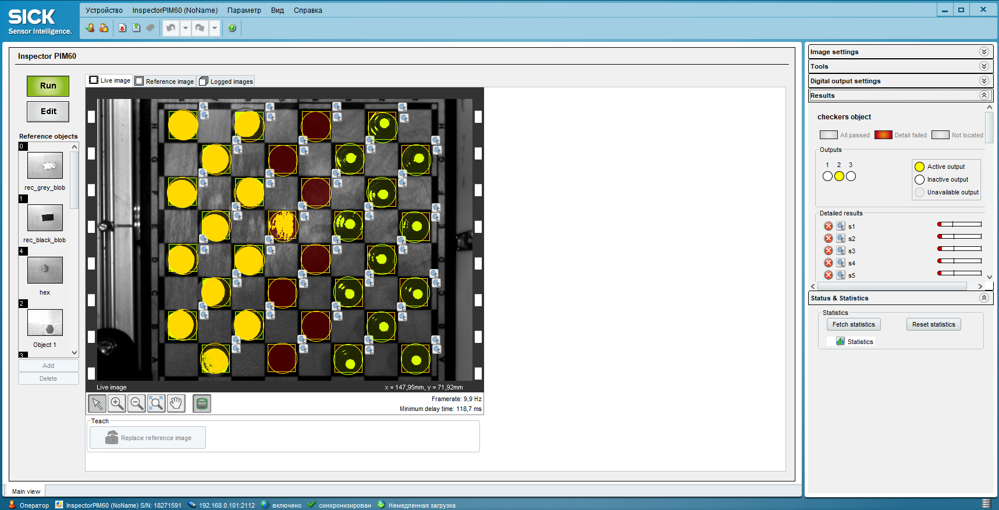 SICK
Sensor Intelligence.
Устройство InspectorPIM60 (NoName) Параметр Вид Справка
Inspector PIM60
Run
Edit
Reference objects
0
rec_grey_blob
1
rec_black_blob
4
hex
2
Object 1
3
Add
Delete
Live image Reference image Logged images
H H
G G
F
E E
D D
C C
B B
A A
Live image x = 147,95mm, y = 71,92mm
Framerate: 9,9 Hz
Minimum delay time: 118,7 ms
Teach
Replace reference image
Main view
Image settings
Tools
Digital output settings
Results
checkers object
All passed Detail failed Not located
Outputs
1 2 3
Active output
Inactive output
Unavailable output
Detailed results
s1
s2
s3
s4
s5
Status & Statistics
Statistics
Fetch statistics Reset statistics
Statistics
Оператор InspectorPIM60 (NoName) S/N: 18271591 192.168.0.101:2112 включено синхронизирован Немедленная загрузка